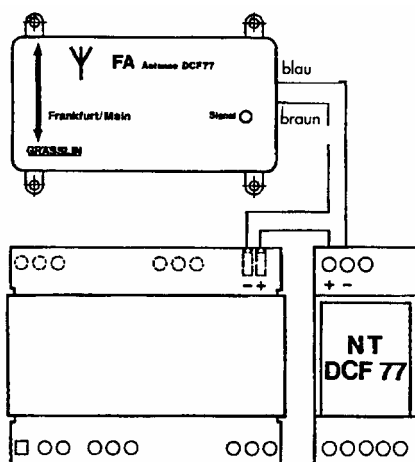 FA Antenne DCF77
blau
Frankfurt/Main
Signal
braun
GRÄSSLIN
- +
+ -
NT
DCF 77